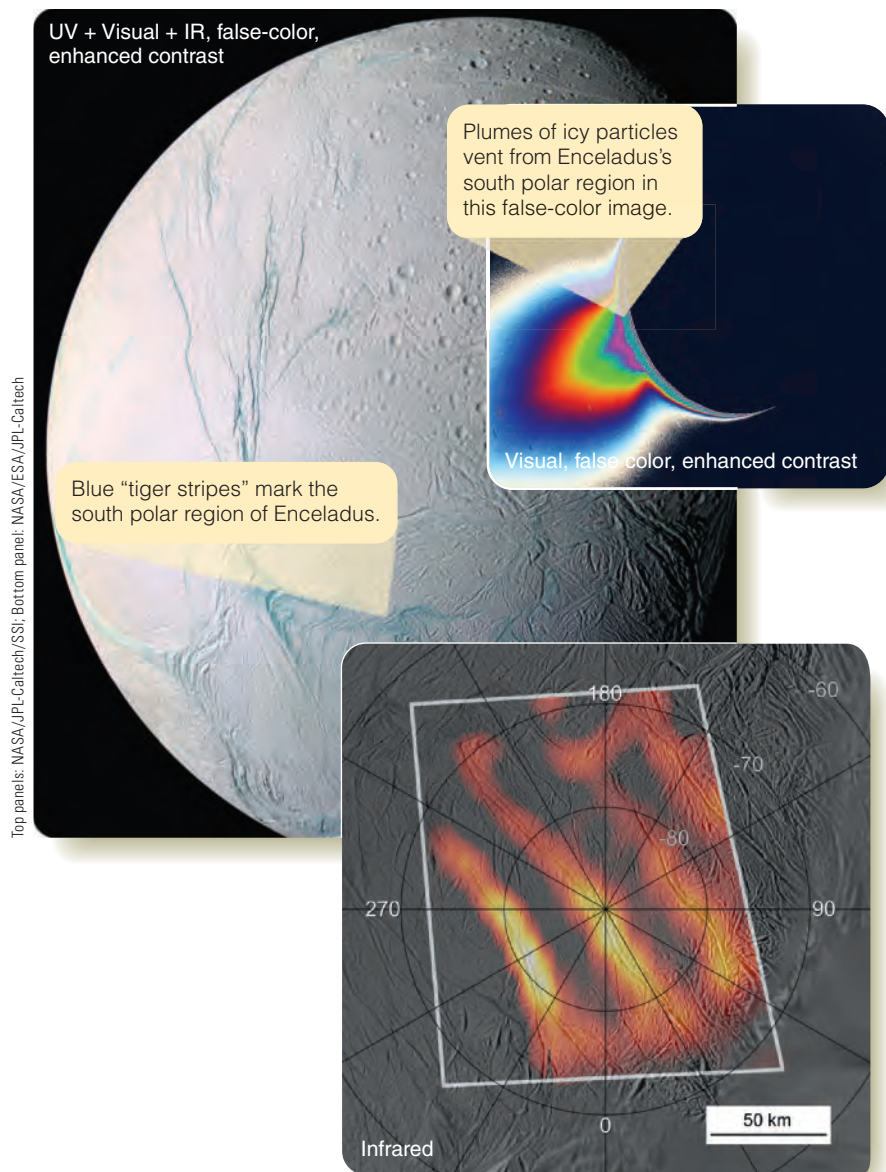 UV + Visual + IR, false-color,
enhanced contrast
Plumes of icy particles
vent from Enceladus’s
south polar region in
this false-color image.
Visual, false color, enhanced contrast
Blue “tiger stripes” mark the
south polar region of Enceladus.
Top panels: NASA/JPL-Caltech/SSI; Bottom panel: NASA/ESA/JPL-Caltech
180
-60
-70
-80
270
90
0
50 km
Infrared